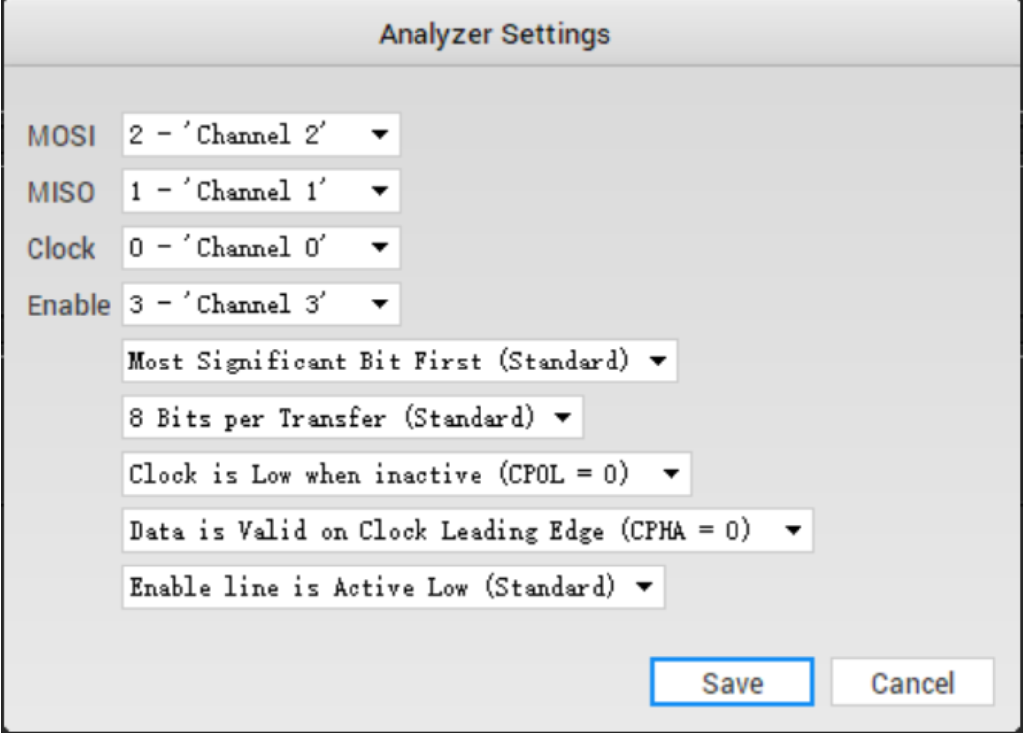 Analyzer Settings
MOSI 2 - 'Channel 2'
MISO 1 - 'Channel 1'
Clock 0 - 'Channel 0'
Enable 3 - 'Channel 3'
Most Significant Bit First (Standard)
8 Bits per Transfer (Standard)
Clock is Low when inactive (CPOL = 0)
Data is Valid on Clock Leading Edge (CPHA = 0)
Enable line is Active Low (Standard)
Save Cancel